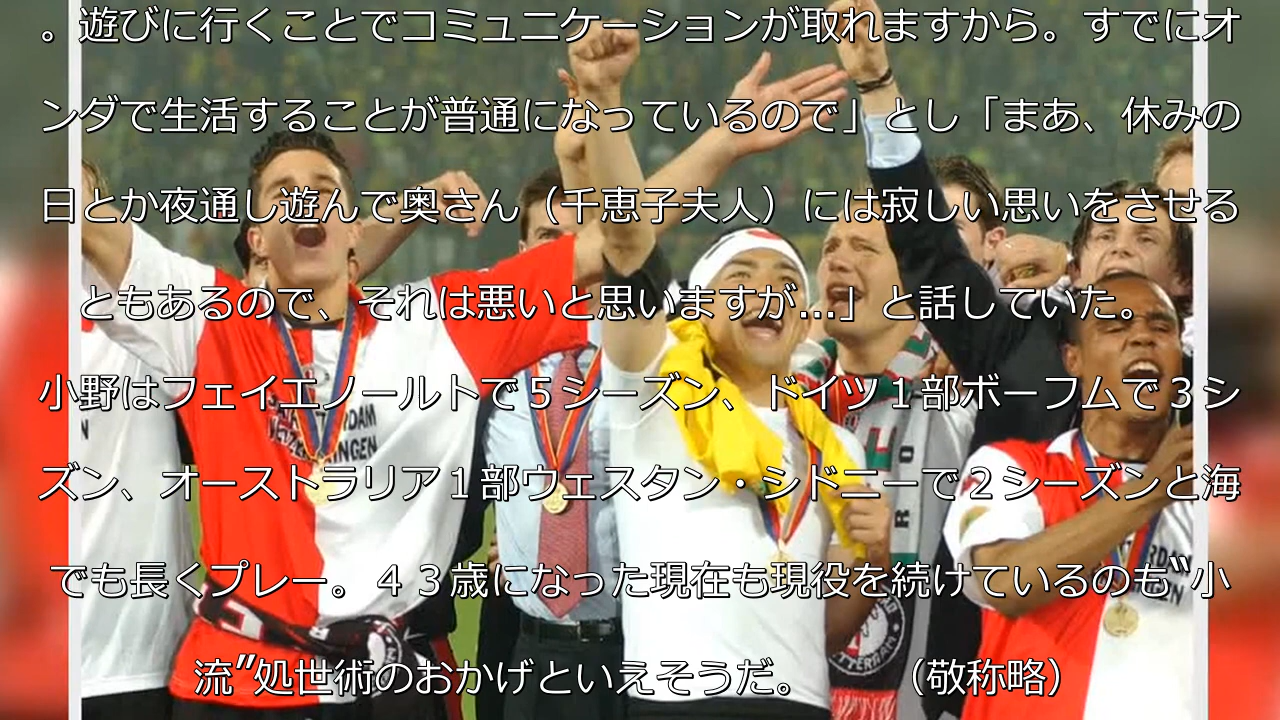 。遊びに行くことでコミュニケーションが取れますから。すでにオ
ンダで生活することが普通になっているので」とし「まあ、休みの
日とか夜通し遊んで奥さん（千恵子夫人）には寂しい思いをさせる
ともあるので、それは悪いと思いますが…」と話していた。
小野はフェイエノールトで５シーズン、ドイツ１部ボーフムで３シ
ズン、オーストラリア１部ウェスタン・シドニーで２シーズンと海
でも長くプレー。４３歳になった現在も現役を続けているのも〝小
流〟処世術のおかげといえそうだ。　　（敬称略）